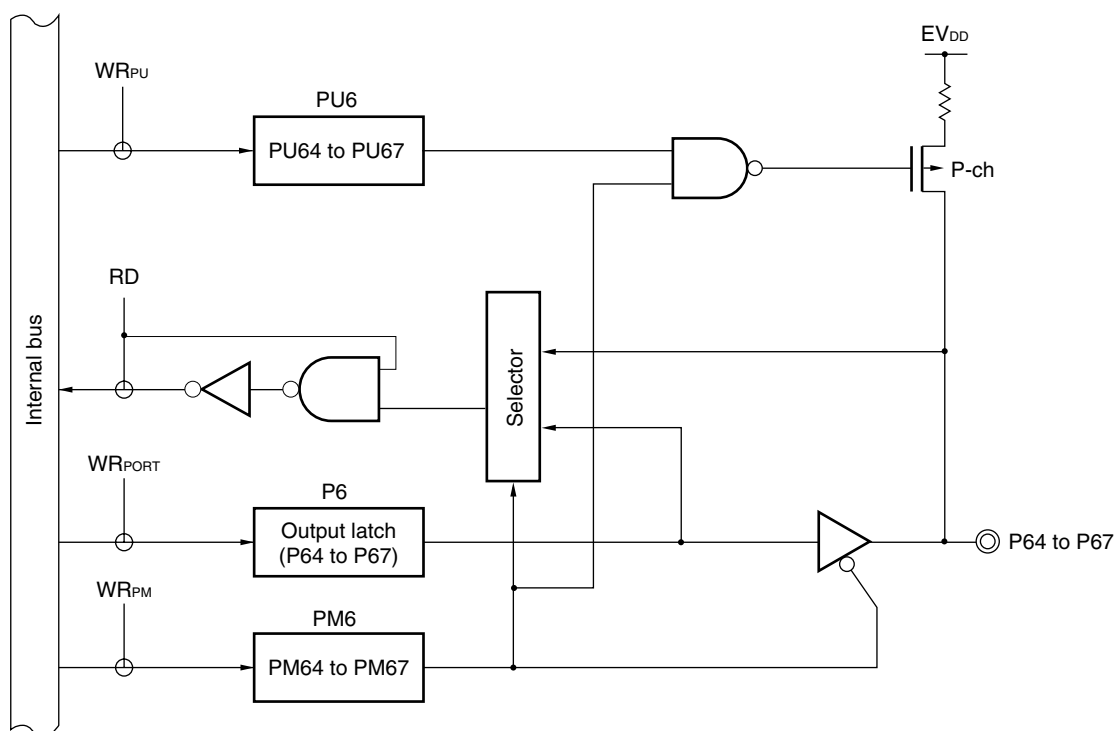 EVDD
WRPU
PU6
PU64 to PU67
P-ch
RD
Internal bus
Selector
WRPORT
P6
Output latch
(P64 to P67)
P64 to P67
WRPM
PM6
PM64 to PM67